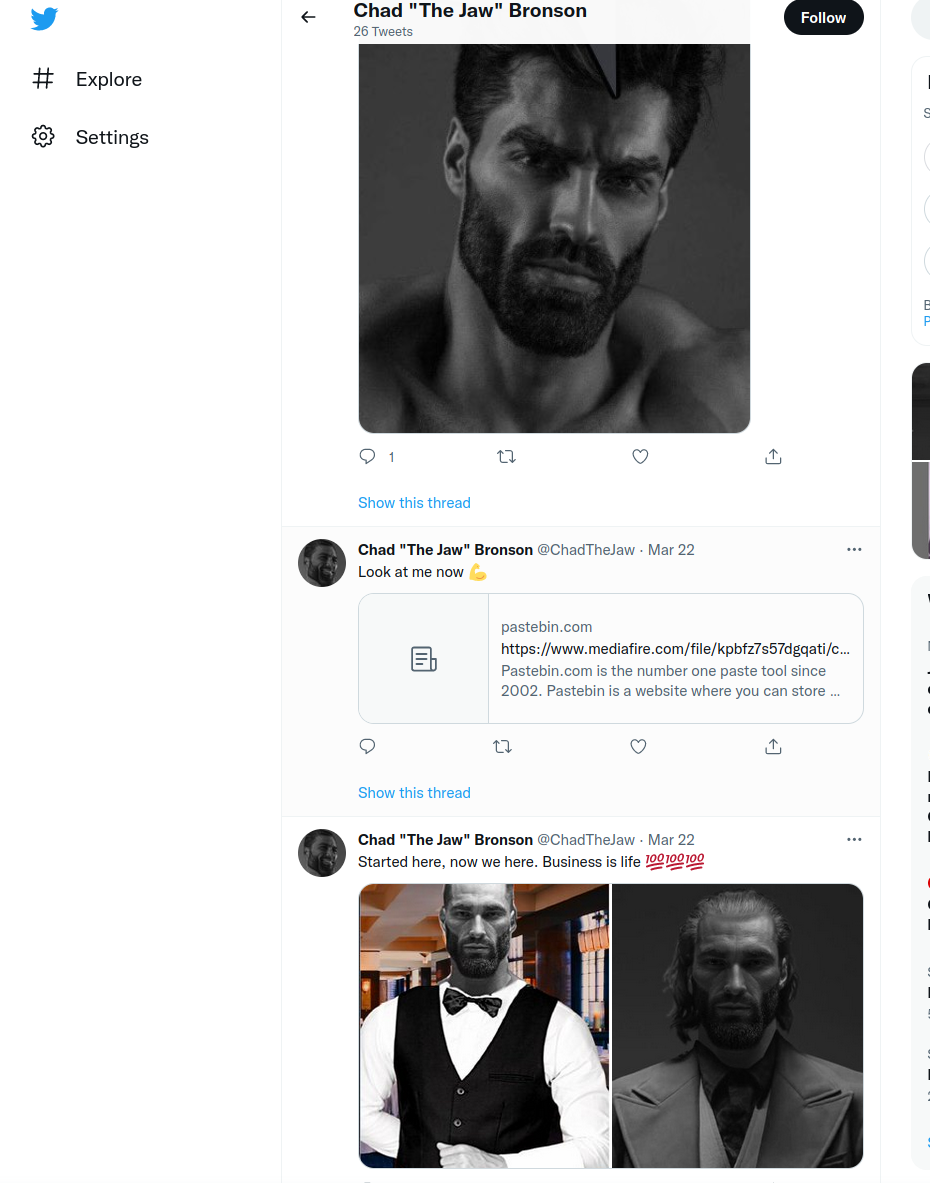 Chad "The Jaw" Bronson
26 Tweets
Follow
Explore
Settings
1
Show this thread
Chad "The Jaw" Bronson @ChadTheJaw · Mar 22
Look at me now 💪
pastebin.com
https://www.mediafire.com/file/kpbfz7s57dgqati/c...
Pastebin.com is the number one paste tool since
2002. Pastebin is a website where you can store ...
Show this thread
Chad "The Jaw" Bronson @ChadTheJaw · Mar 22
Started here, now we here. Business is life 💯💯💯